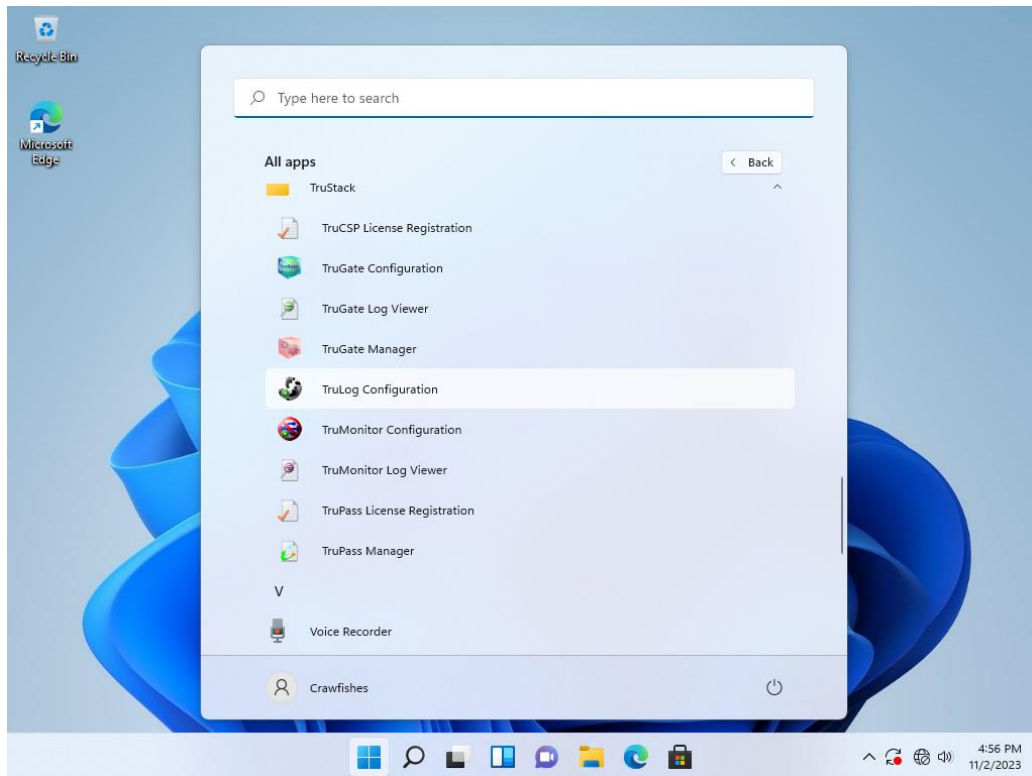 Recycle Bin
Microsoft
Edge
Type here to search
All apps
Back
TruStack
TruCSP License Registration
TruGate Configuration
TruGate Log Viewer
TruGate Manager
TruLog Configuration
TruMonitor Configuration
TruMonitor Log Viewer
TruPass License Registration
TruPass Manager
V
Voice Recorder
Crawfishes
4:56 PM
11/2/2023